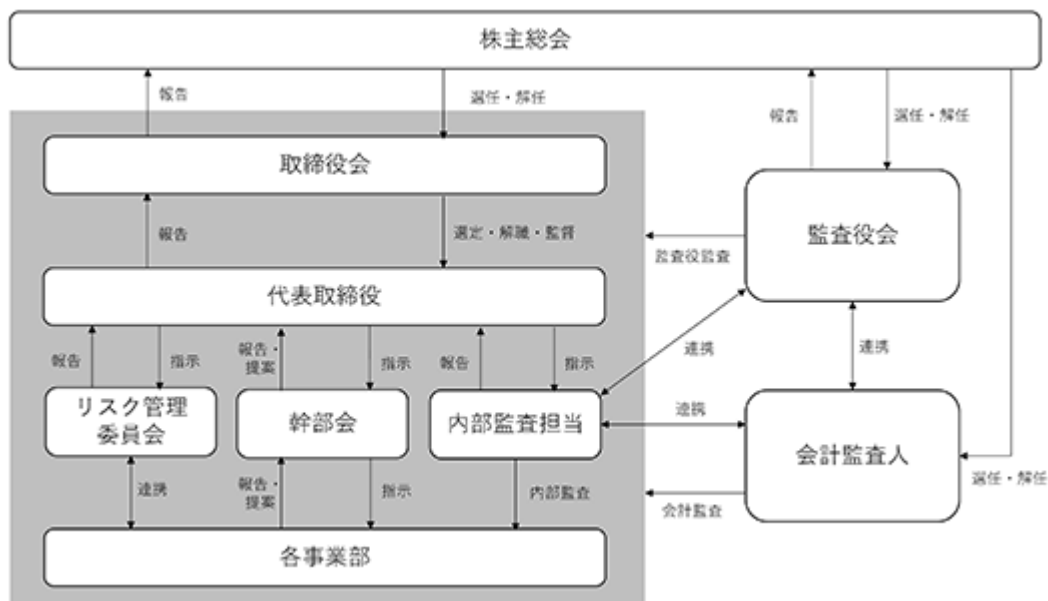 株主総会
報告
選任・解任
報告
選任・解任
取締役会
監査役会
報告
選定・解職・監督
監査役監査
代表取締役
報告
指示
報告・
提案
指示
報告
指示
連携
連携
リスク管理
委員会
幹部会
内部監査担当
連携
会計監査人
選任・解任
連携
報告・
提案
指示
内部監査
会計監査
各事業部